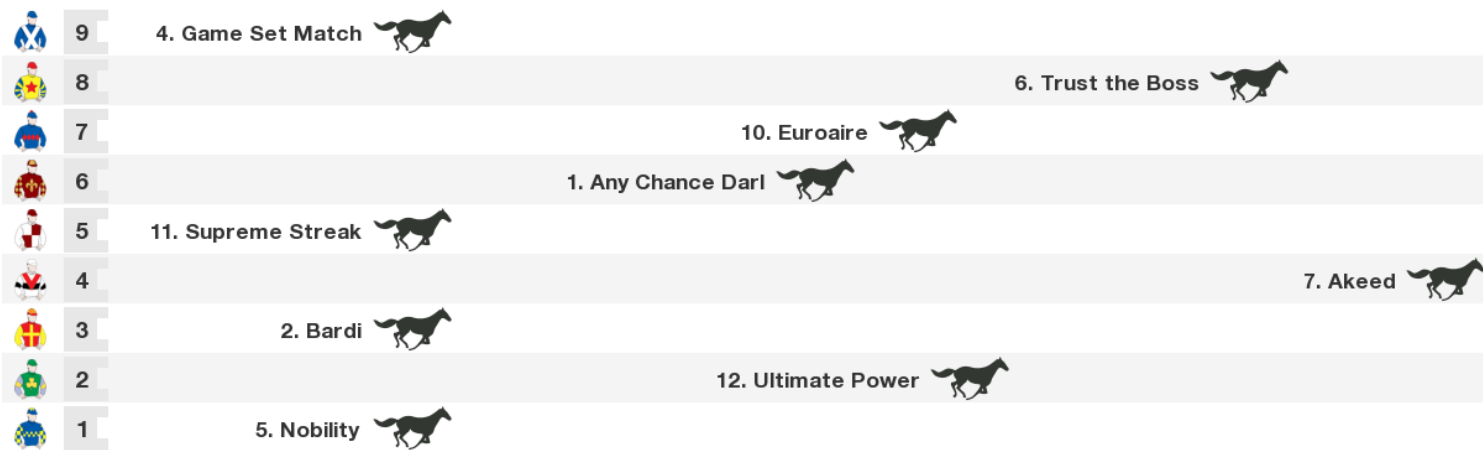 9 4. Game Set Match
8 6. Trust the Boss
7 10. Euroaire
6 1. Any Chance Darl
5 11. Supreme Streak
4 7. Akeed
3 2. Bardi
2 12. Ultimate Power
1 5. Nobility